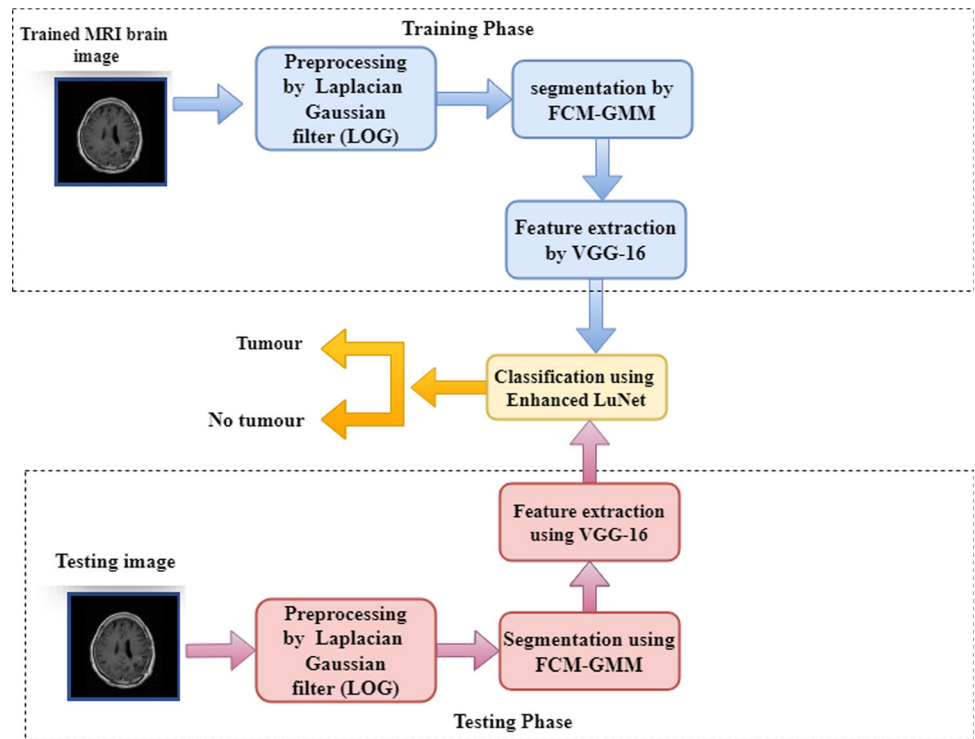 Training Phase
Trained MRI brain
image
Preprocessing
by Laplacian
Gaussian
filter (LOG)
segmentation by
FCM-GMM
Feature extraction
by VGG-16
Tumour
No tumour
Classification using
Enhanced LuNet
Feature extraction
using VGG-16
Testing image
Preprocessing
by Laplacian
Gaussian
filter (LOG)
Segmentation using
FCM-GMM
Testing Phase